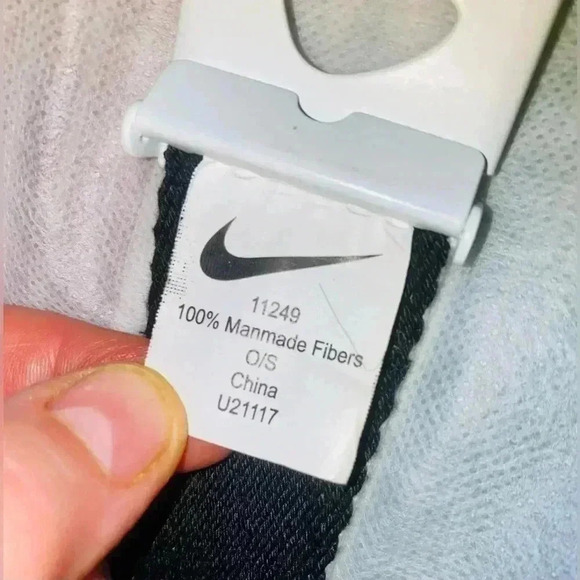 11249
100% Manmade Fibers
O/S
China
U21117